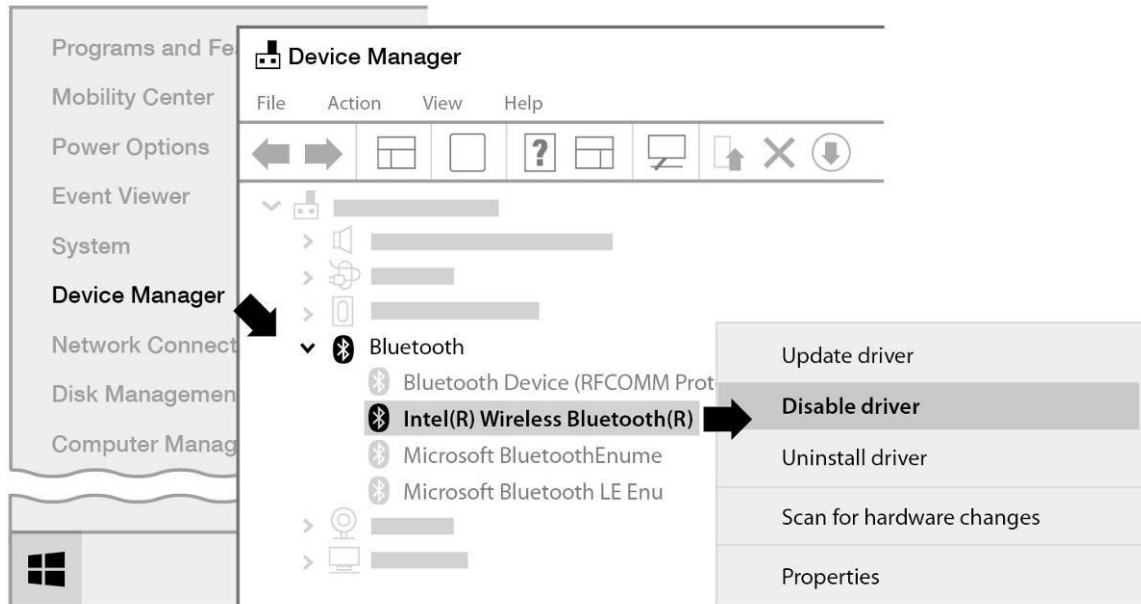 Programs and Fe
Mobility Center
Power Options
Event Viewer
System
Device Manager
Network Connect
Disk Managemen
Computer Manag
Device Manager
File Action View Help
?
Bluetooth
Bluetooth Device (RFCOMM Prot
Intel(R) Wireless Bluetooth(R)
Microsoft BluetoothEnume
Microsoft Bluetooth LE Enu
Update driver
Disable driver
Uninstall driver
Scan for hardware changes
Properties